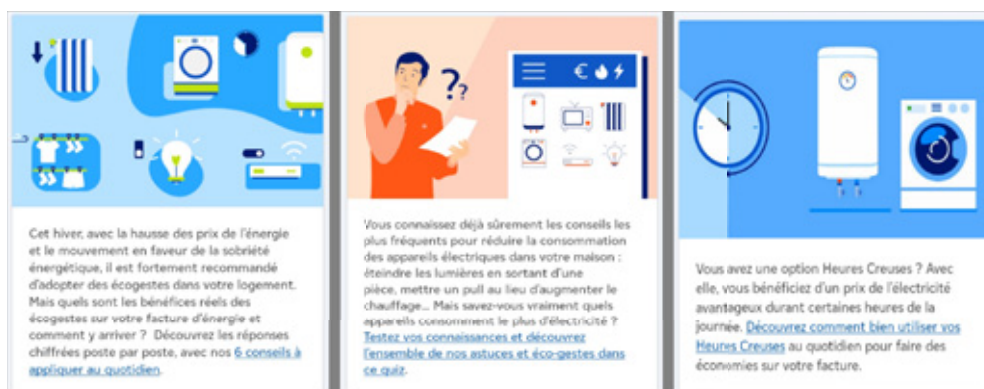 ??
€
Cet hiver, avec la hausse des prix de l'énergie
et le mouvement en faveur de la sobriété
énergétique, il est fortement recommandé
d'adopter des écogestes dans votre logement.
Mais quels sont les bénéfices réels des
écogestes sur votre facture d'énergie et
comment y arriver ? Découvrez les réponses
chiffrées poste par poste, avec nos 6 conseils à
appliquer au quotidien.
Vous connaissez déjà sûrement les conseils les
plus fréquents pour réduire la consommation
des appareils électriques dans votre maison :
éteindre les lumières en sortant d'une
pièce, mettre un pull au lieu d'augmenter le
chauffage... Mais savez-vous vraiment quels
appareils consomment le plus d'électricité ?
Testez vos connaissances et découvrez
l'ensemble de nos astuces et éco-gestes dans
ce quiz.
Vous avez une option Heures Creuses ? Avec
elle, vous bénéficiez d'un prix de l'électricité
avantageux durant certaines heures de la
journée. Découvrez comment bien utiliser vos
Heures Creuses au quotidien pour faire des
économies sur votre facture.